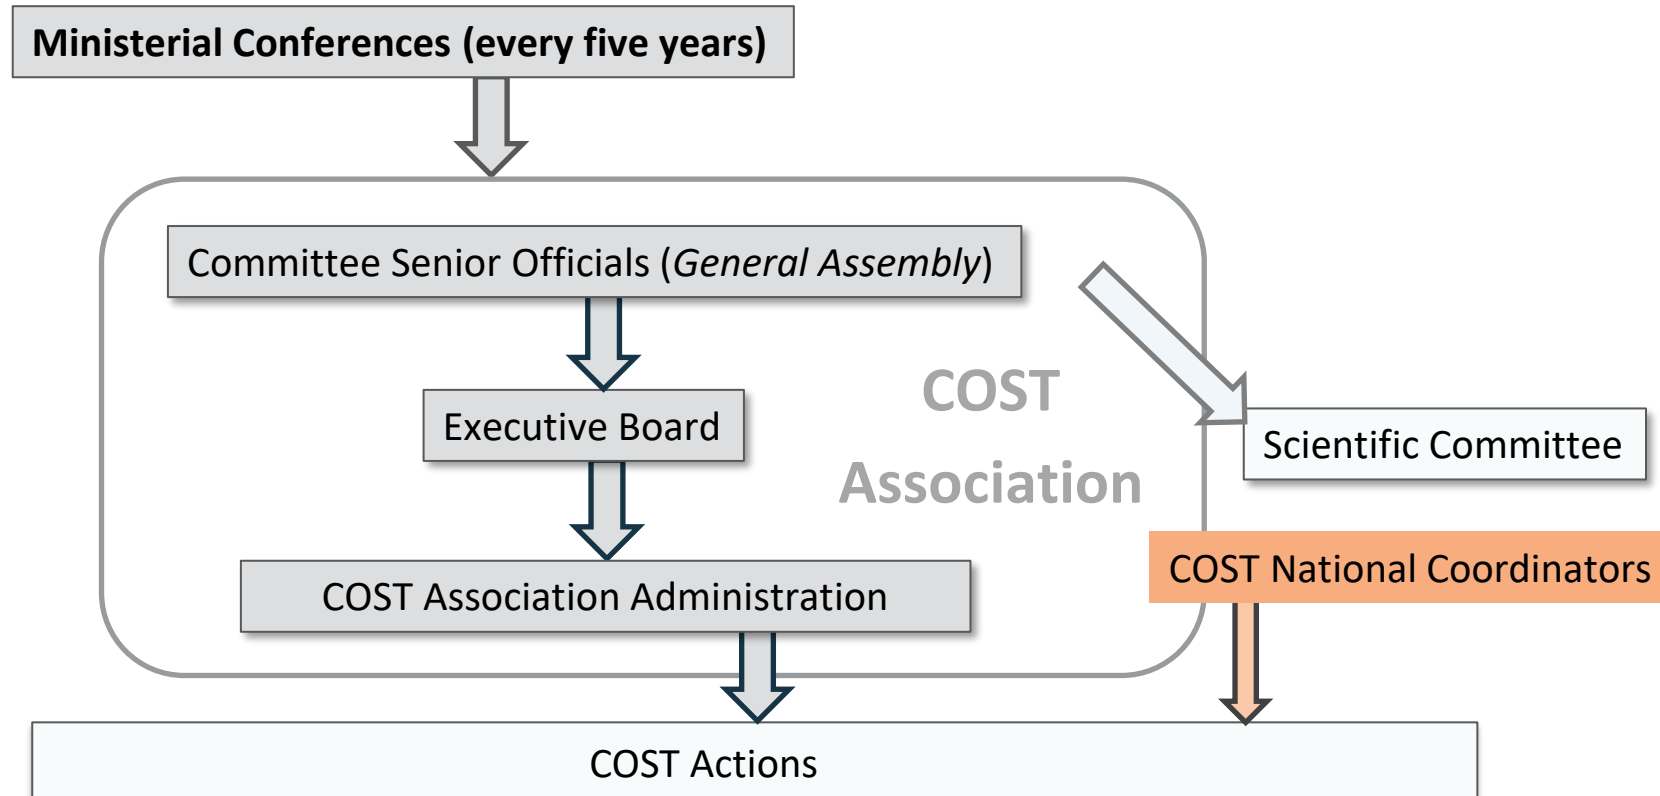 Ministerial Conferences (every five years)
Committee Senior Officials (General Assembly)
COST
Association
Executive Board
Scientific Committee
COST National Coordinators
COST Association Administration
COST Actions